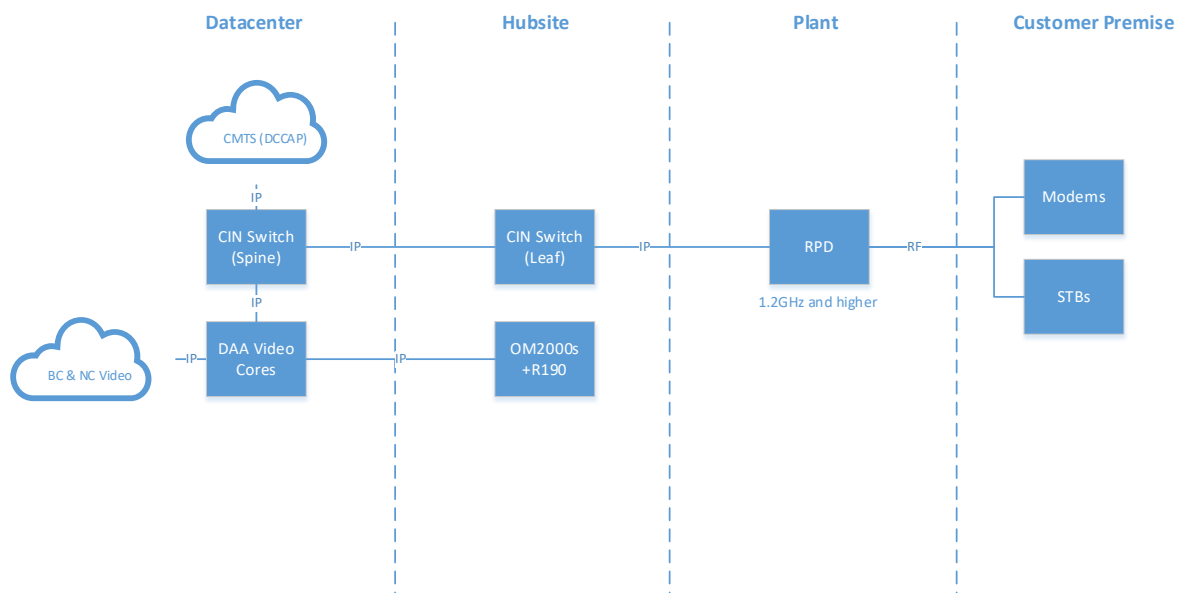 Datacenter
Hubsite
Plant
Customer Premise
CMTS (DCCAP)
IP
CIN Switch
(Spine)
IP
CIN Switch
(Leaf)
IP
RPD
RF
Modems
STBs
1.2GHz and higher
IP
BC & NC Video
IP
DAA Video
Cores
IP
OM2000s
+R190